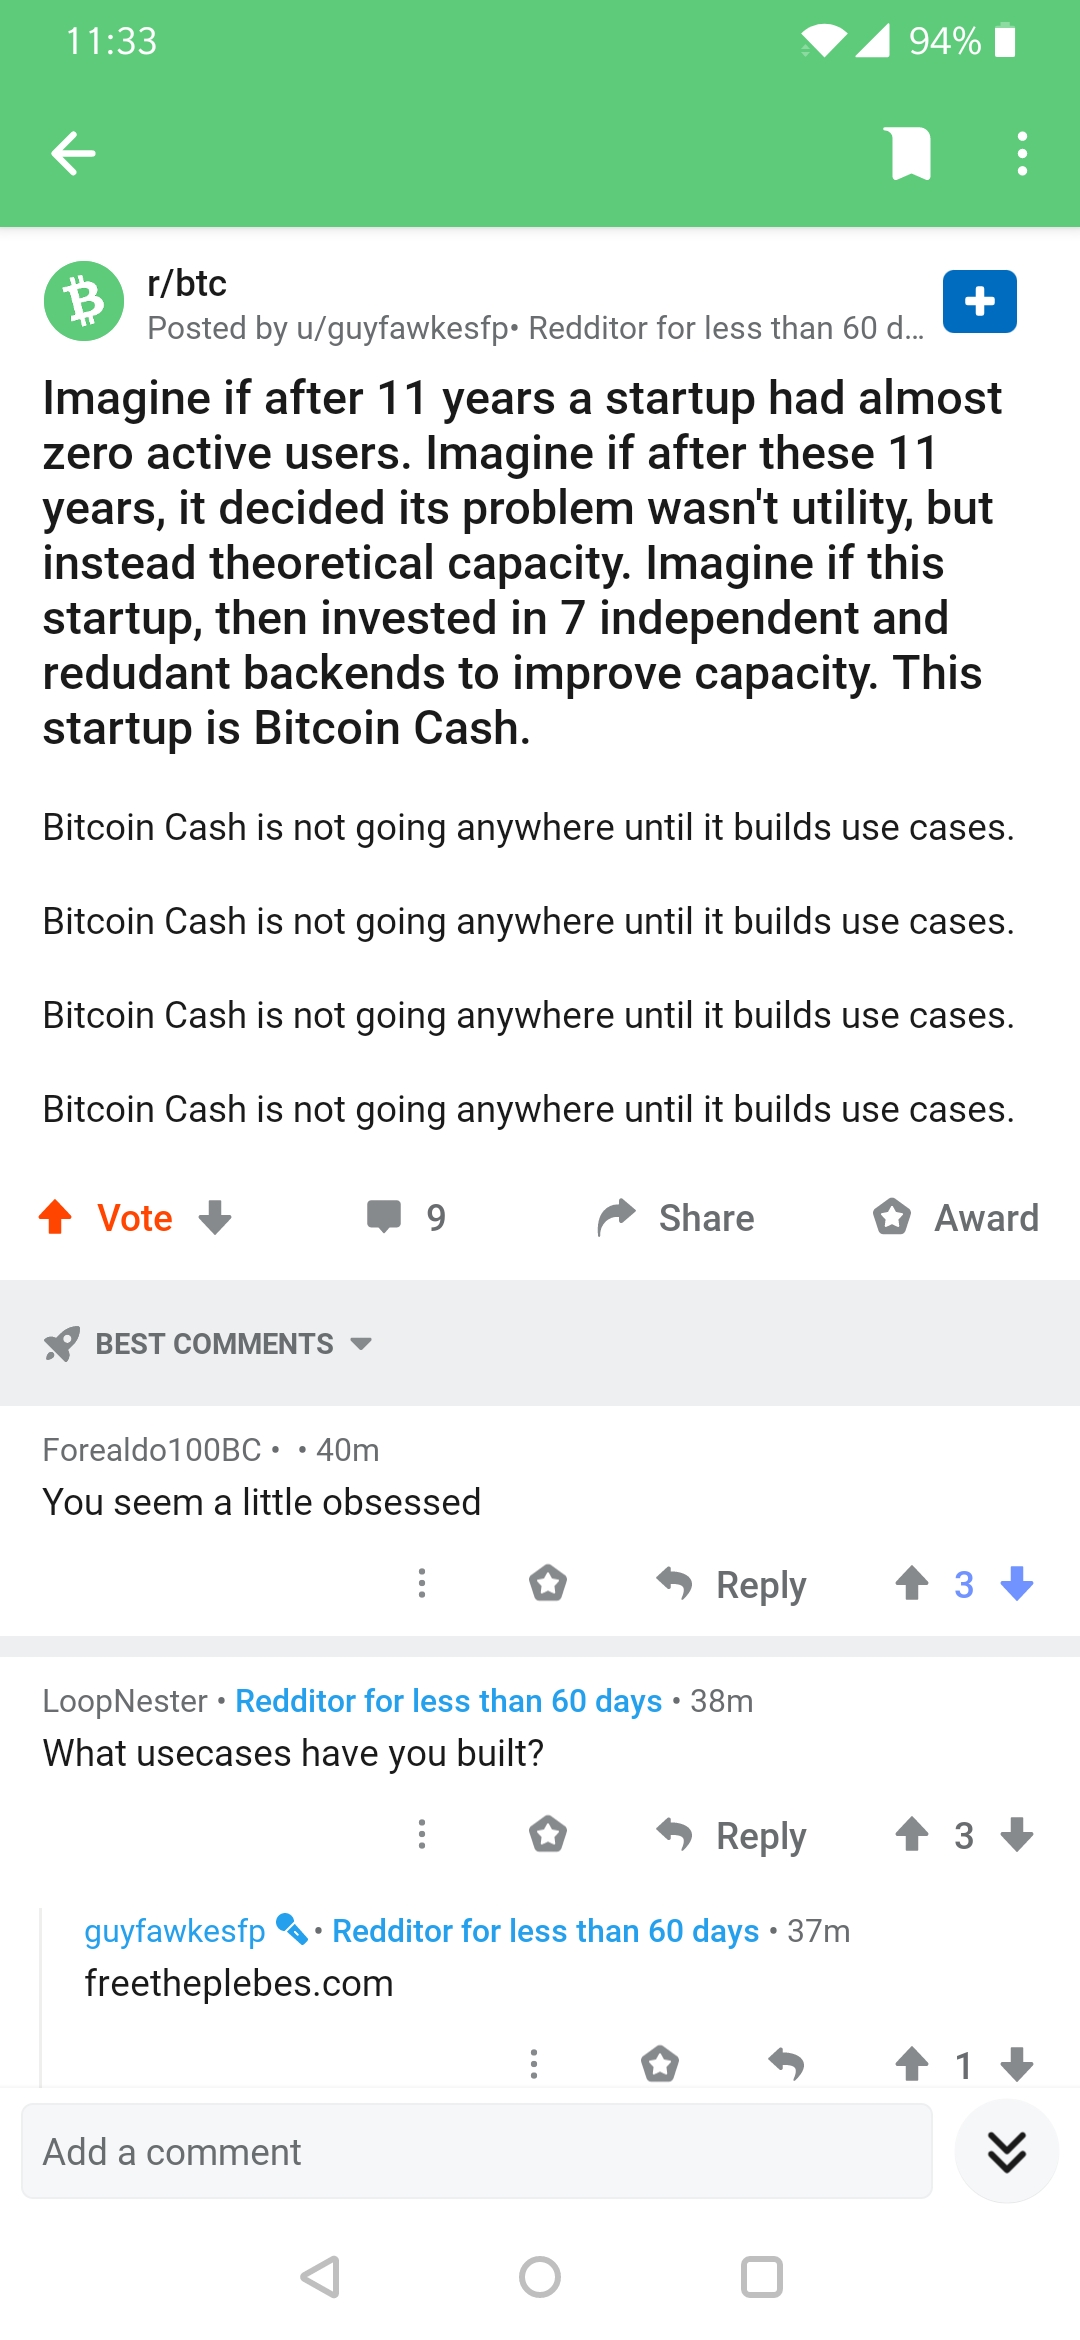 11:33
94%
r/btc
Posted by u/guyfawkesfp• Redditor for less than 60 d...
Imagine if after 11 years a startup had almost
zero active users. Imagine if after these 11
years, it decided its problem wasn't utility, but
instead theoretical capacity. Imagine if this
startup, then invested in 7 independent and
redudant backends to improve capacity. This
startup is Bitcoin Cash.
Bitcoin Cash is not going anywhere until it builds use cases.
Bitcoin Cash is not going anywhere until it builds use cases.
Bitcoin Cash is not going anywhere until it builds use cases.
Bitcoin Cash is not going anywhere until it builds use cases.
Vote 9 Share Award
BEST COMMENTS
Forealdo100BC • • 40m
You seem a little obsessed
Reply 3
LoopNester • Redditor for less than 60 days • 38m
What usecases have you built?
Reply 3
guyfawkesfp • Redditor for less than 60 days • 37m
freetheplebes.com
1
Add a comment